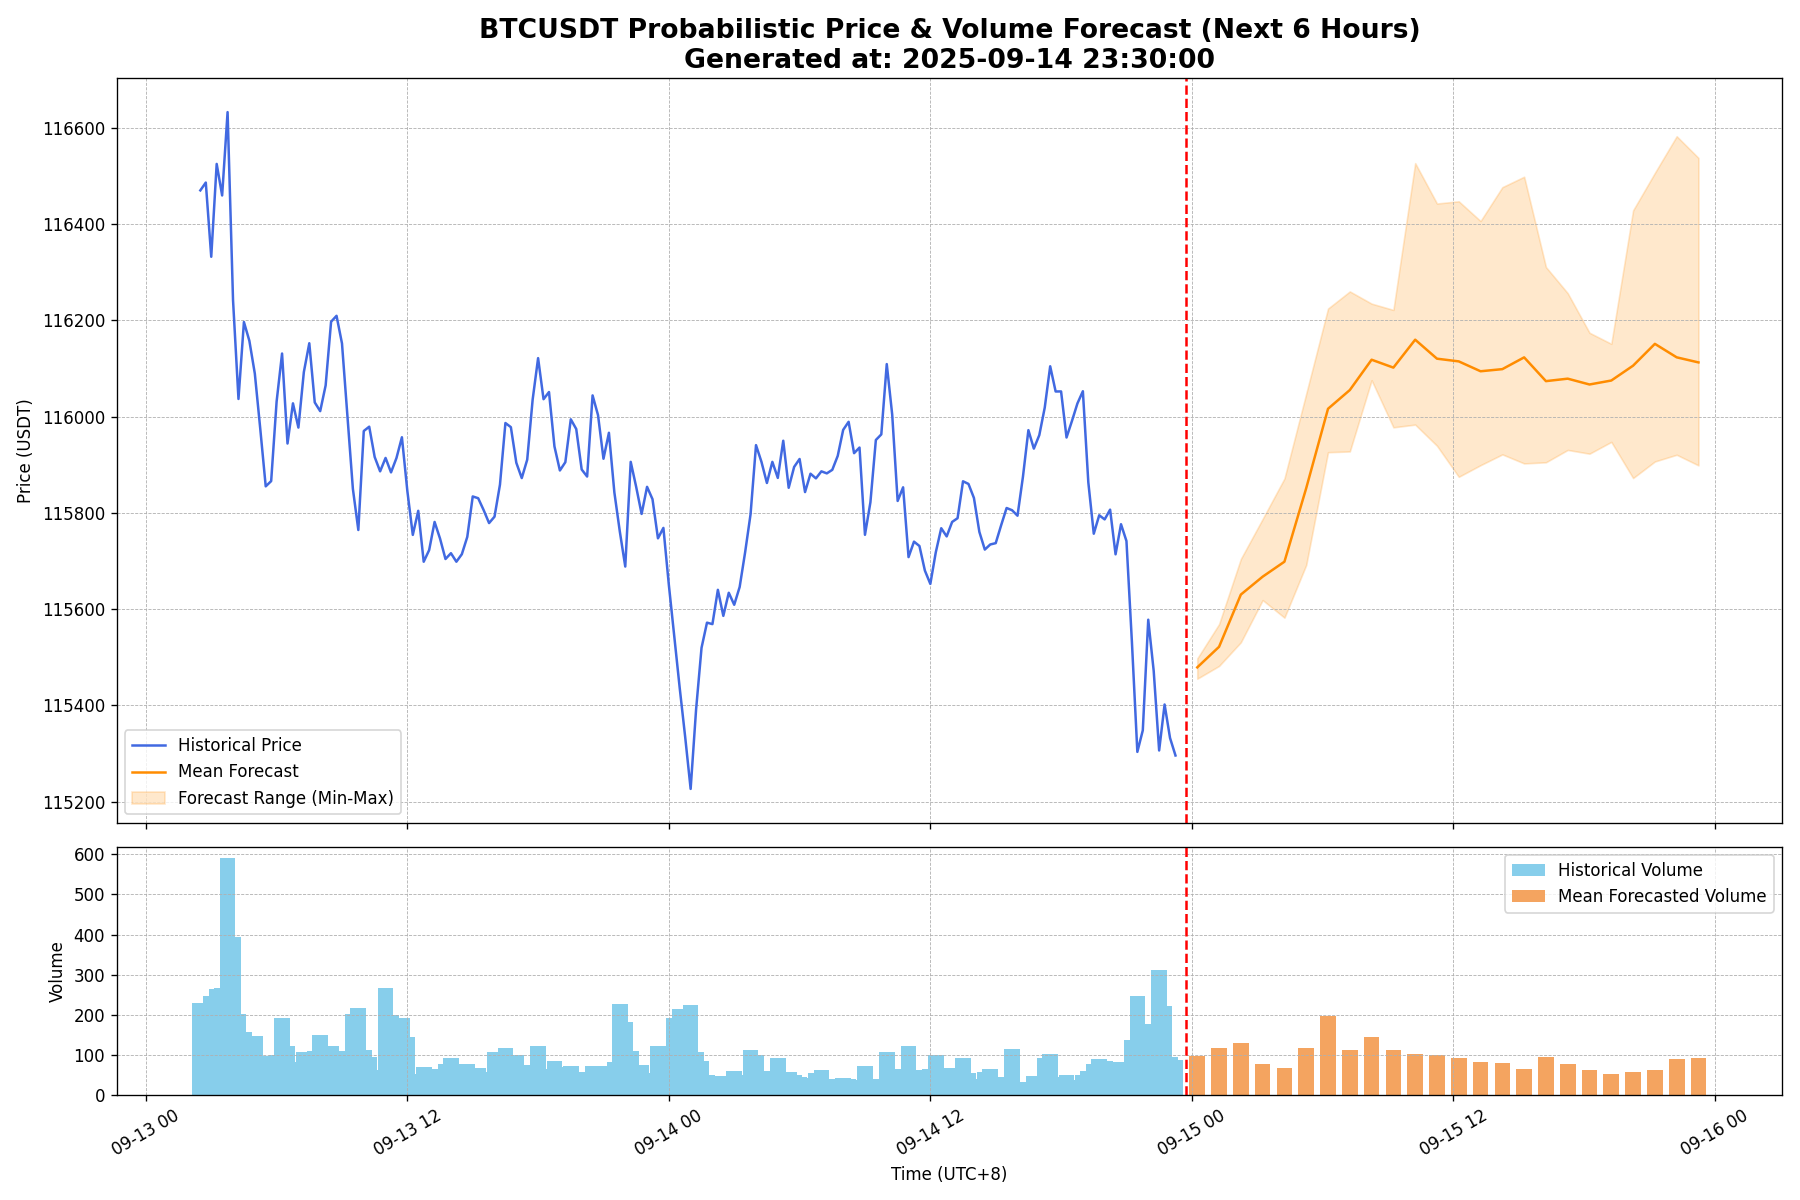 BTCUSDT Probabilistic Price & Volume Forecast (Next 6 Hours)
Generated at: 2025-09-14 23:30:00
116600
116400
116200
116000
115800
115600
115400
115200
Price (USDT)
Historical Price
Mean Forecast
Forecast Range (Min-Max)
600
500
400
300
200
100
0
Volume
Historical Volume
Mean Forecasted Volume
09-13 00
09-13 12
09-14 00
09-14 12
09-15 00
09-15 12
09-16 00
Time (UTC+8)